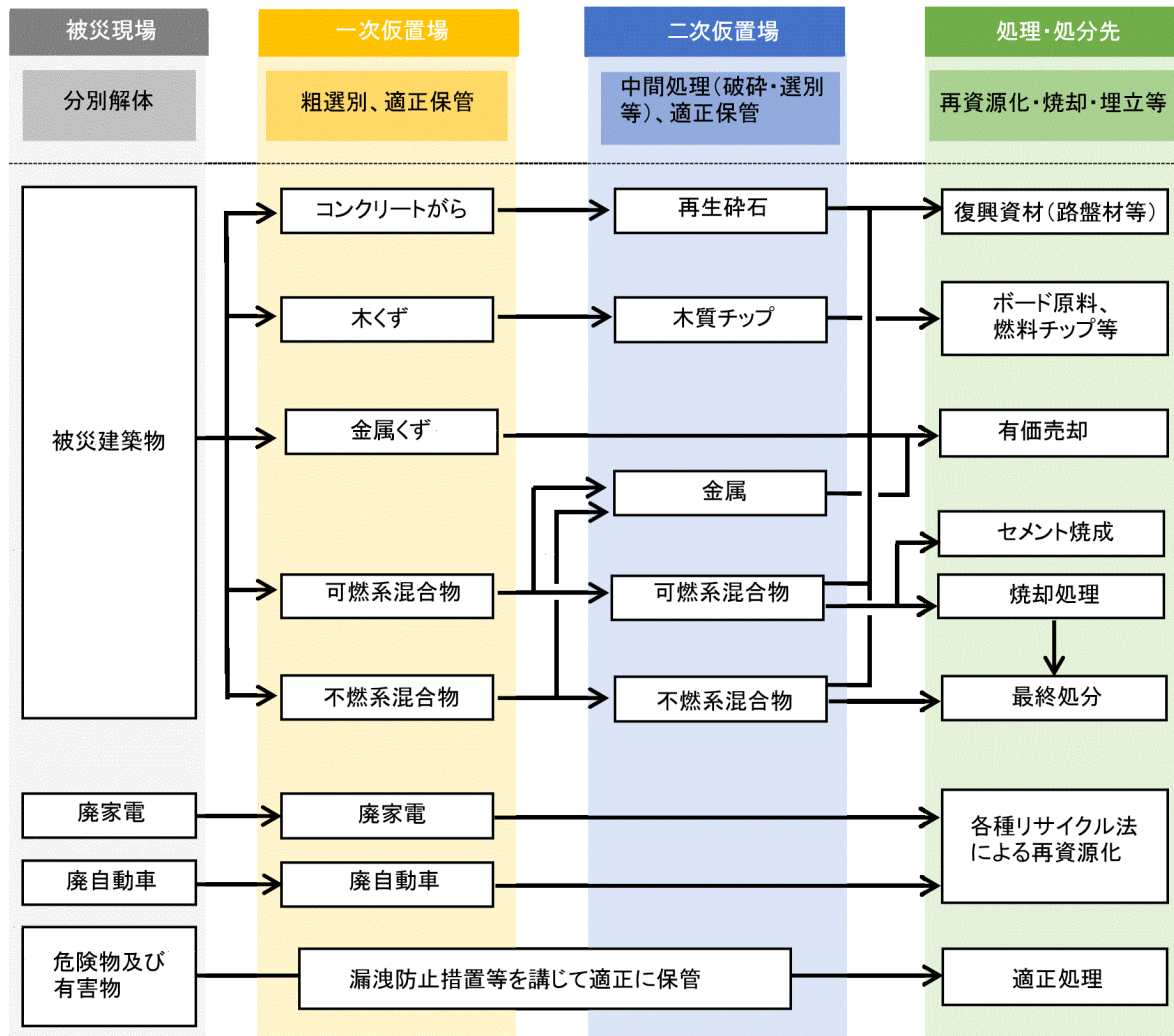 被災現場
一次仮置場
二次仮置場
処理・処分先
分別解体
粗選別、適正保管
中間処理(破砕・選別
等)、適正保管
再資源化・焼却・埋立等
被災建築物
コンクリートがら
再生砕石
復興資材(路盤材等)
木くず
木質チップ
ボード原料、
燃料チップ等
金属くず
有価売却
金属
セメント焼成
可燃系混合物
可燃系混合物
焼却処理
不燃系混合物
不燃系混合物
最終処分
廃家電
廃家電
各種リサイクル法
による再資源化
廃自動車
廃自動車
危険物及び
有害物
漏洩防止措置等を講じて適正に保管
適正処理